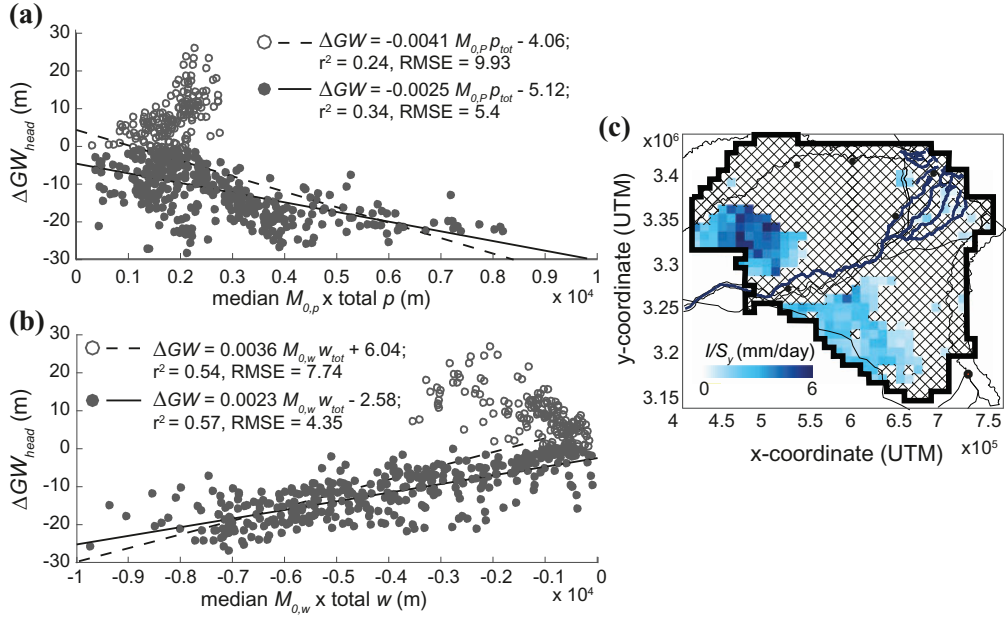 (a)
30
20
10
0
-10
-20
-30
ΔGW_head (m)
ΔGW = -0.0041 M_0,P p_tot - 4.06;
r² = 0.24, RMSE = 9.93
ΔGW = -0.0025 M_0,P p_tot - 5.12;
r² = 0.34, RMSE = 5.4
0 0.1 0.2 0.3 0.4 0.5 0.6 0.7 0.8 0.9 1
x 10⁴
median M_0,p x total p (m)
(b)
30
20
10
0
-10
-20
-30
ΔGW_head (m)
ΔGW = 0.0036 M_0,w w_tot + 6.04;
r² = 0.54, RMSE = 7.74
ΔGW = 0.0023 M_0,w w_tot - 2.58;
r² = 0.57, RMSE = 4.35
-1 -0.9 -0.8 -0.7 -0.6 -0.5 -0.4 -0.3 -0.2 -0.1 0
x 10⁴
median M_0,w x total w (m)
(c)
x10⁶
3.4
3.35
3.3
3.25
3.2
3.15
y-coordinate (UTM)
I/S_y (mm/day)
0 6
4 4.5 5 5.5 6 6.5 7 7.5
x10⁵
x-coordinate (UTM)